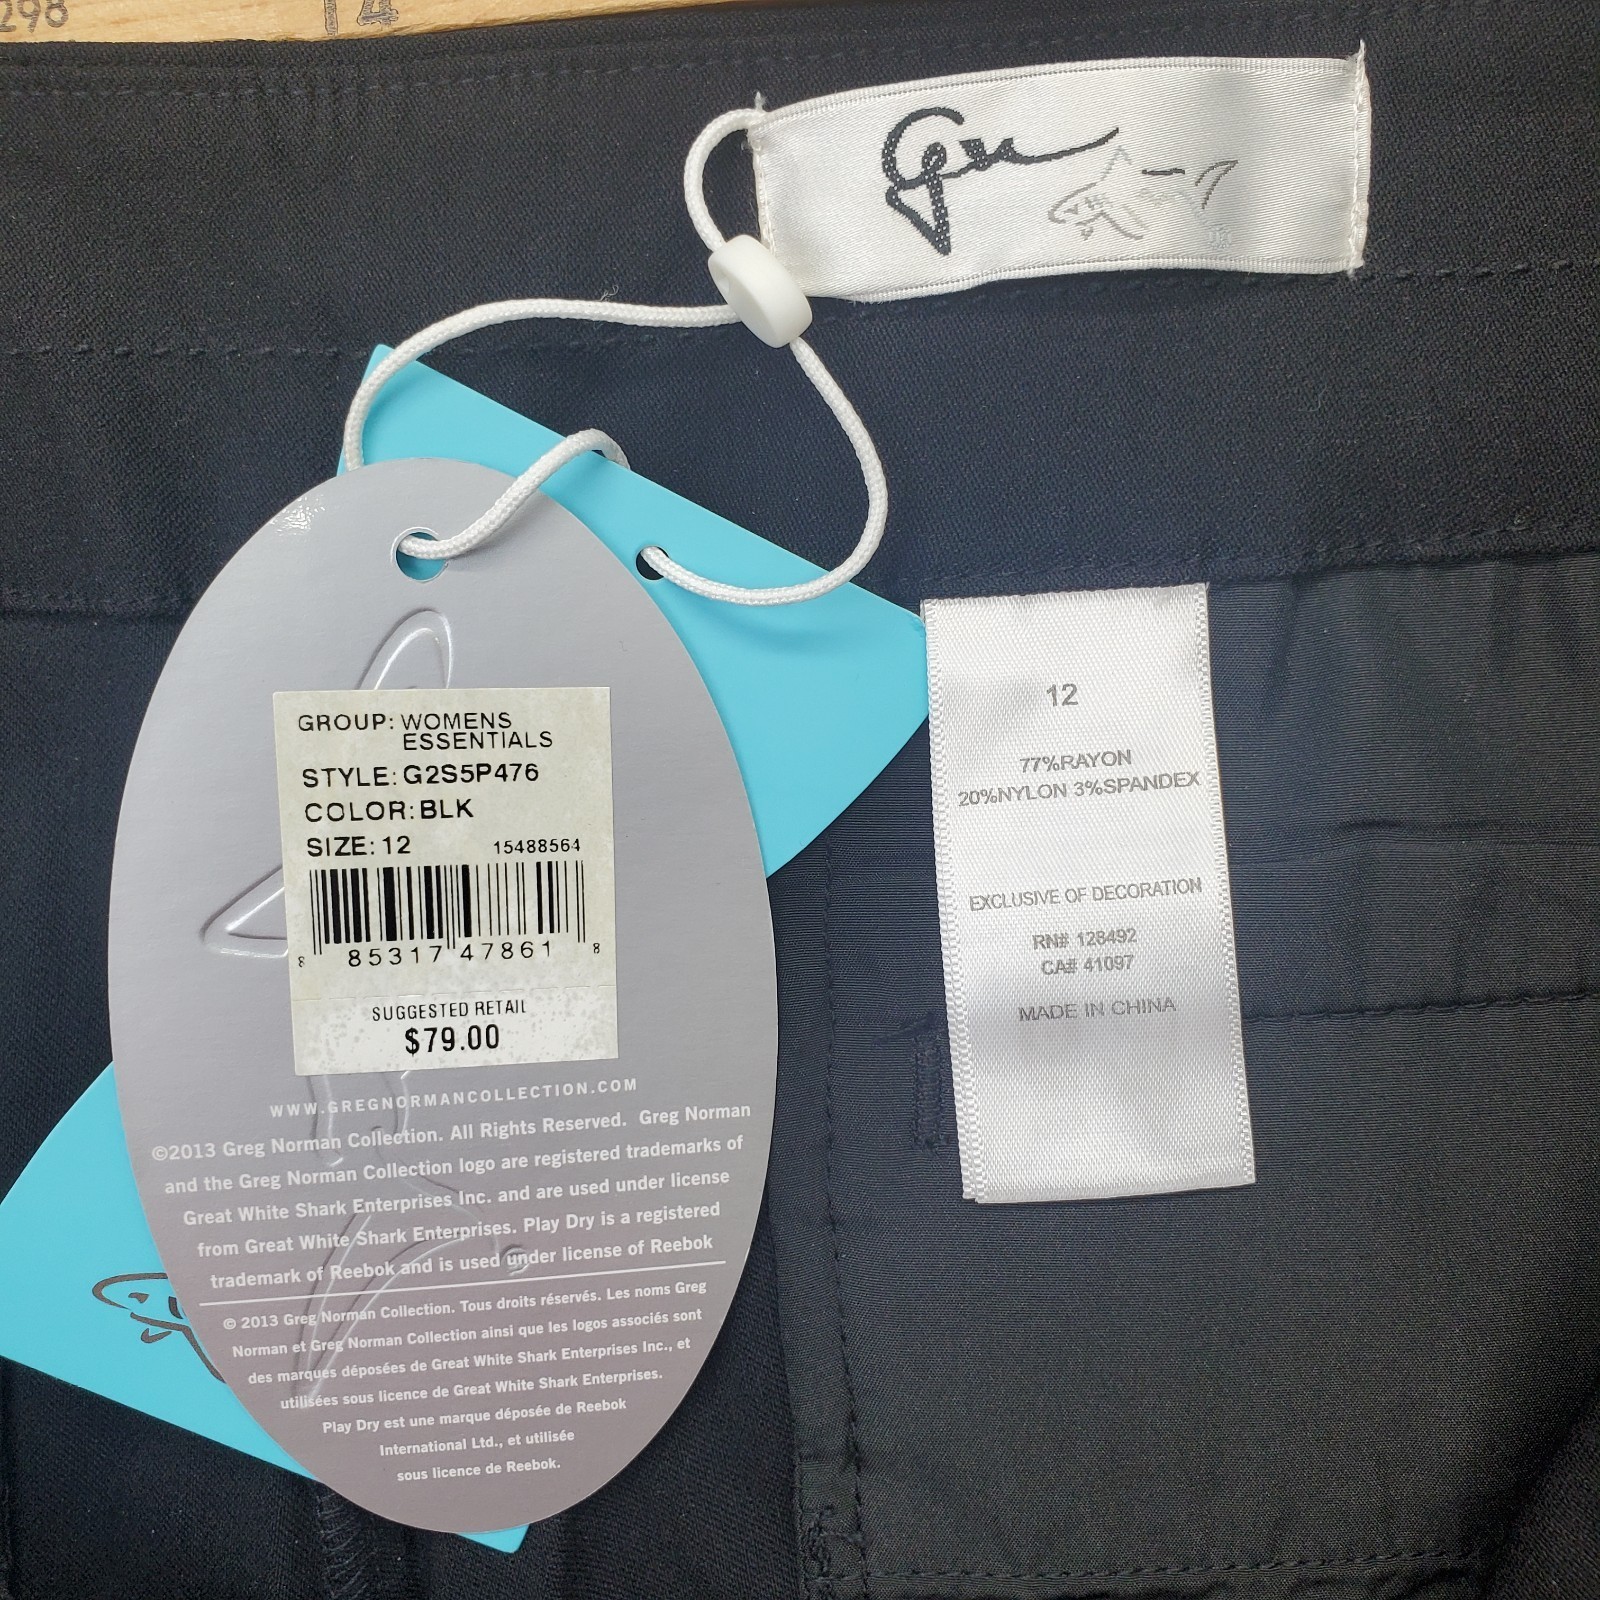 298
14
GROUP: WOMENS
ESSENTIALS
STYLE: G2S5P476
COLOR: BLK
SIZE: 12 15488564
8 85317 47861 8
SUGGESTED RETAIL
$79.00
WWW.GREGNORMANCOLLECTION.COM
©2013 Greg Norman Collection. All Rights Reserved. Greg Norman
and the Greg Norman Collection logo are registered trademarks of
Great White Shark Enterprises Inc. and are used under license
from Great White Shark Enterprises. Play Dry is a registered
trademark of Reebok and is used under license of Reebok
© 2013 Greg Norman Collection. Tous droits réservés. Les noms Greg
Norman et Greg Norman Collection ainsi que les logos associés sont
des marques déposées de Great White Shark Enterprises Inc., et
utilisées sous licence de Great White Shark Enterprises.
Play Dry est une marque déposée de Reebok
International Ltd., et utilisée
sous licence de Reebok.
12
77%RAYON
20%NYLON 3%SPANDEX
EXCLUSIVE OF DECORATION
RN# 128492
CA# 41097
MADE IN CHINA